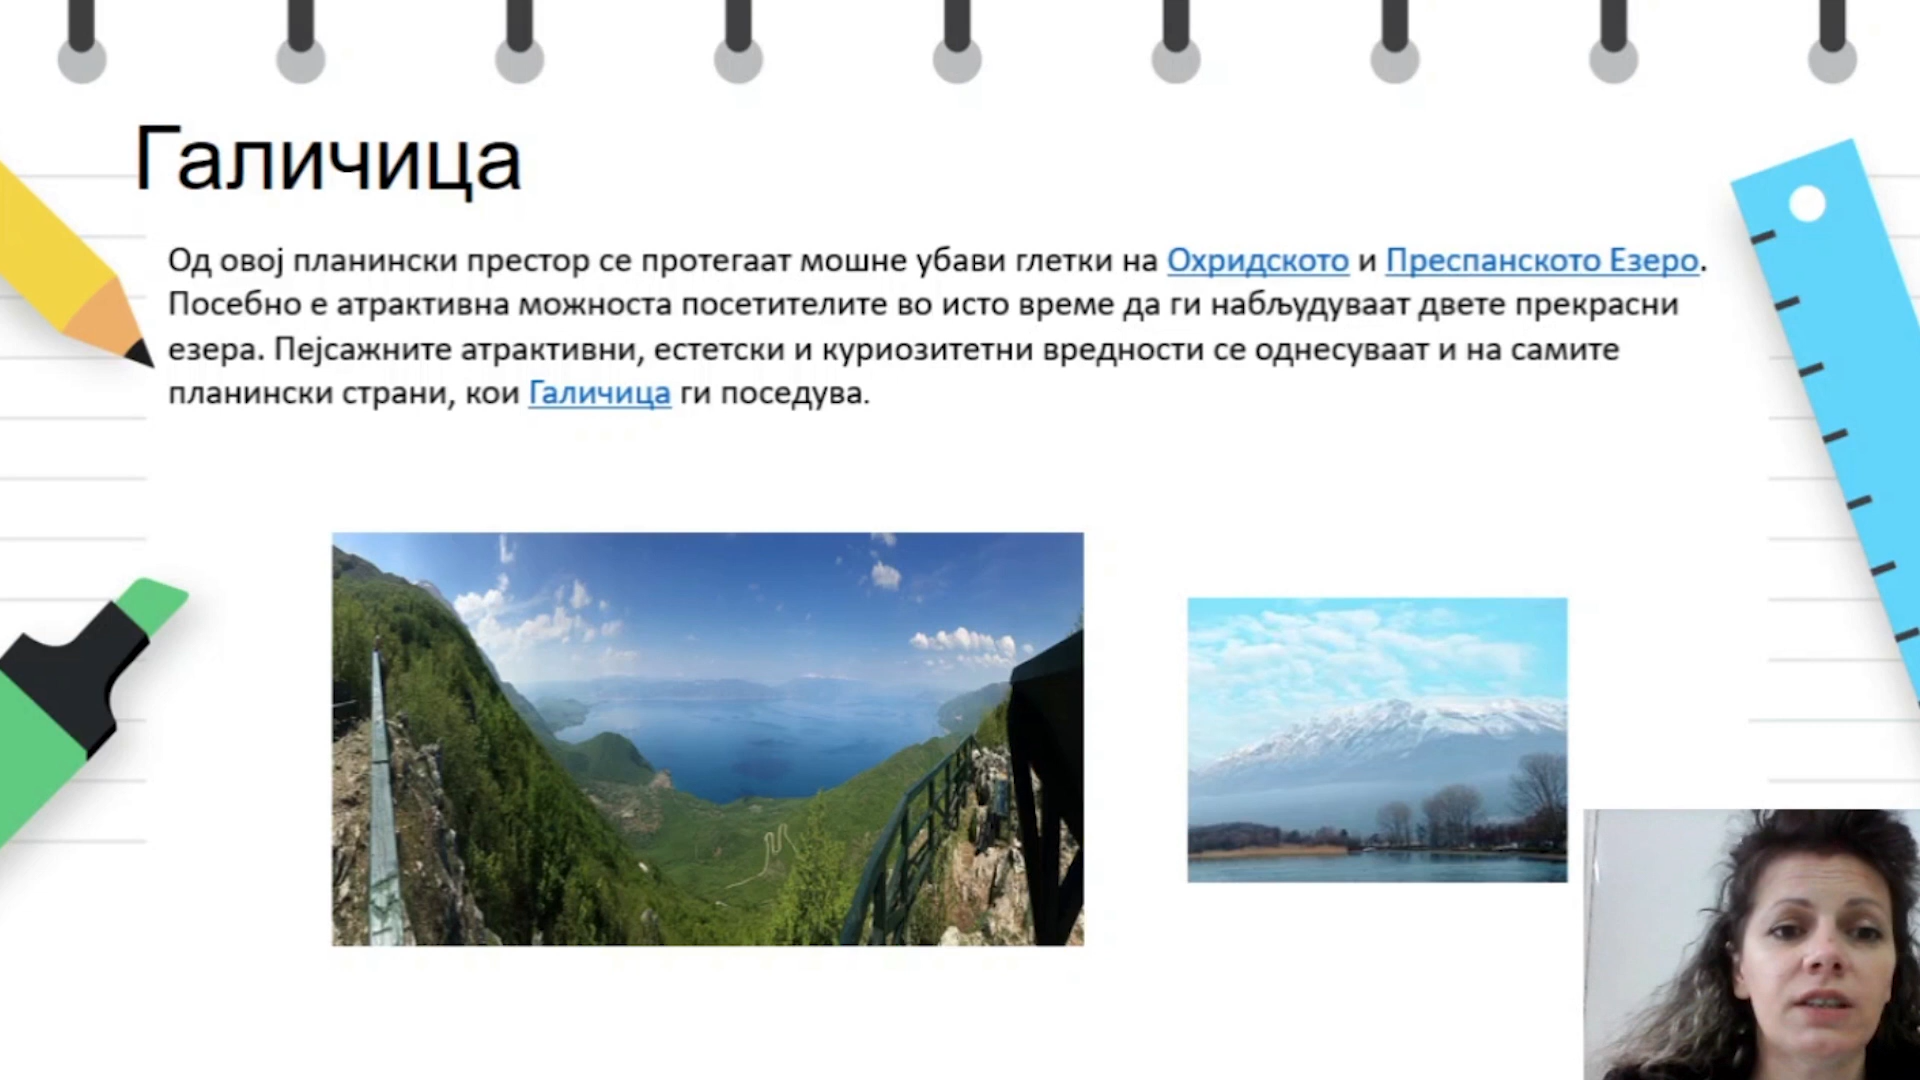 Галичица
Од овој планински престор се протегаат мошне убави глетки на Охридското и Преспанското Езеро.
Посебно е атрактивна можноста посетителите во исто време да ги набљудуваат двете прекрасни
езера. Пејсажните атрактивни, естетски и куриозитетни вредности се однесуваат и на самите
планински страни, кои Галичица ги поседува.